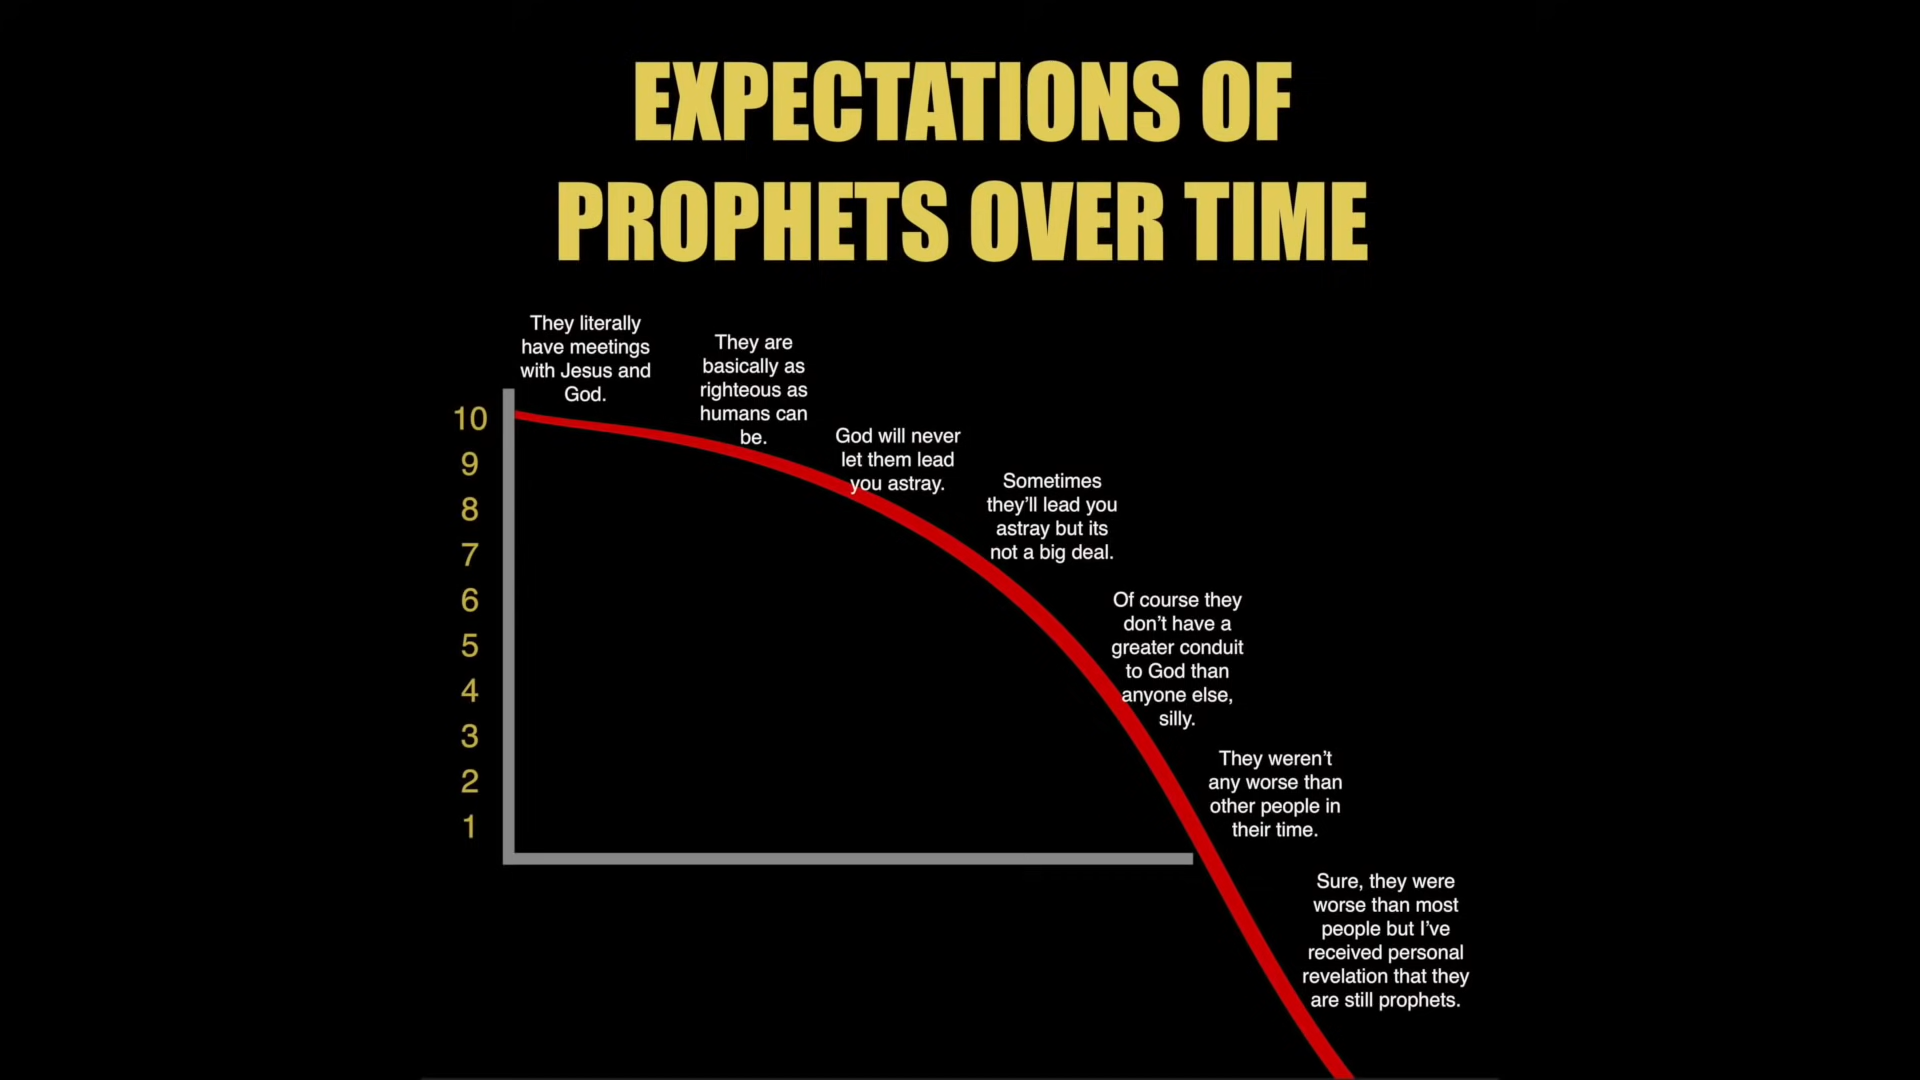 EXPECTATIONS OF
PROPHETS OVER TIME
They literally
have meetings
with Jesus and
God.
They are
basically as
righteous as
humans can
be.
God will never
let them lead
you astray.
Sometimes
they'll lead you
astray but its
not a big deal.
Of course they
don't have a
greater conduit
to God than
anyone else,
silly.
They weren't
any worse than
other people in
their time.
Sure, they were
worse than most
people but I've
received personal
revelation that they
are still prophets.
10
9
8
7
6
5
4
3
2
1